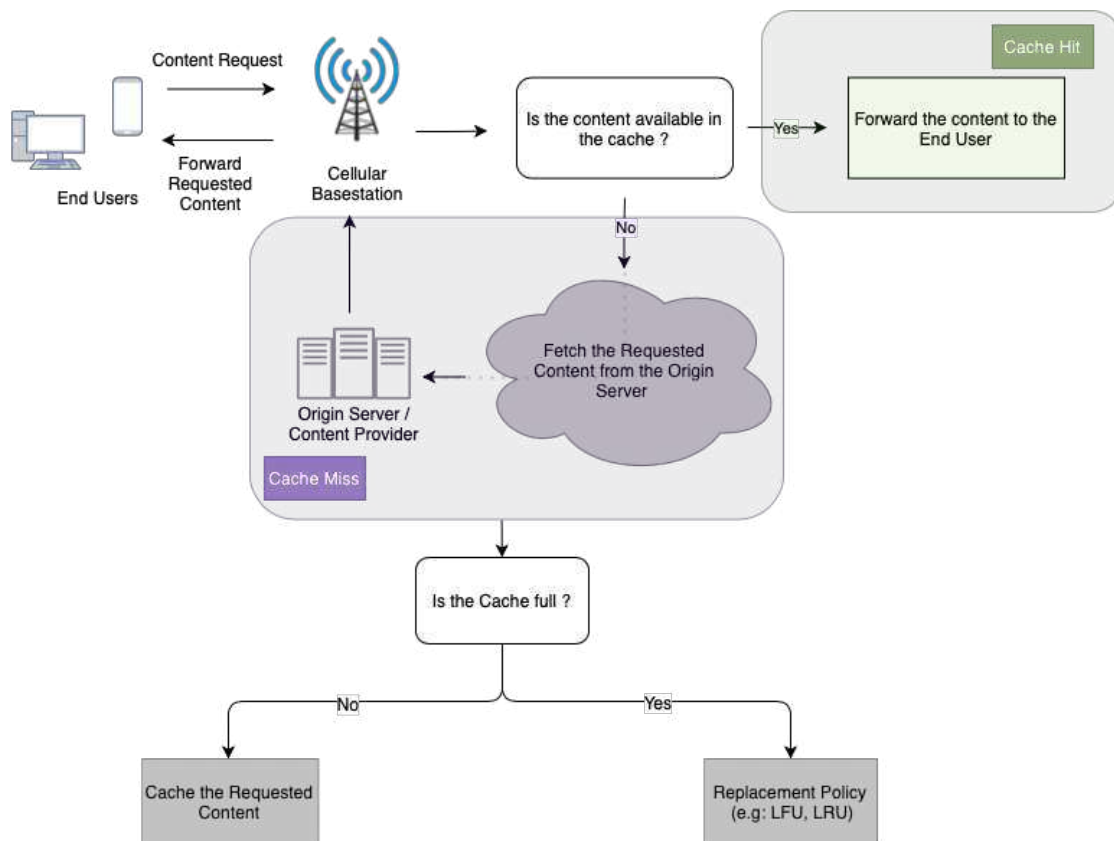 Cache Hit
Content Request
Is the content available in
the cache ?
Yes
Forward the content to the
End User
Forward
Requested
Content
End Users
Cellular
Basestation
No
Fetch the Requested
Content from the Origin
Server
Origin Server /
Content Provider
Cache Miss
Is the Cache full ?
No
Yes
Cache the Requested
Content
Replacement Policy
(e.g: LFU, LRU)